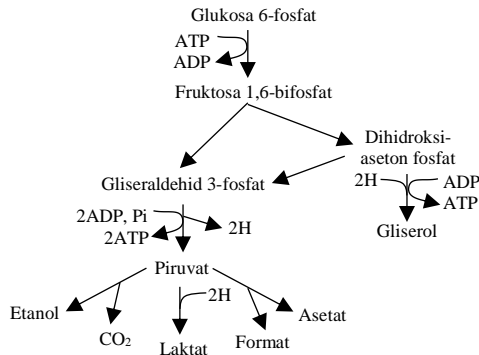 Glukosa 6-fosfat
ATP
ADP
Fruktosa 1,6-bifosfat
Dihidroksi-
aseton fosfat
Gliseraldehid 3-fosfat
2H
ADP
ATP
Gliserol
2ADP, Pi
2ATP
2H
Piruvat
Etanol
CO₂
2H
Laktat
Format
Asetat